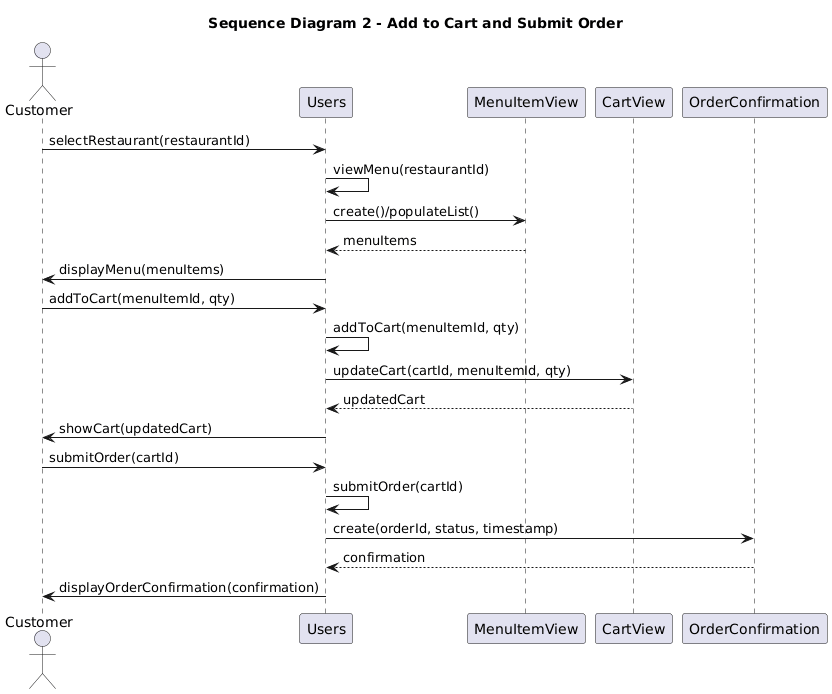 Sequence Diagram 2 - Add to Cart and Submit Order
Customer
Users
MenuItemView
CartView
OrderConfirmation
selectRestaurant(restaurantId)
viewMenu(restaurantId)
create()/populateList()
menuItems
displayMenu(menuItems)
addToCart(menuItemId, qty)
addToCart(menuItemId, qty)
updateCart(cartId, menuItemId, qty)
updatedCart
showCart(updatedCart)
submitOrder(cartId)
submitOrder(cartId)
create(orderId, status, timestamp)
confirmation
displayOrderConfirmation(confirmation)
Customer
Users
MenuItemView
CartView
OrderConfirmation